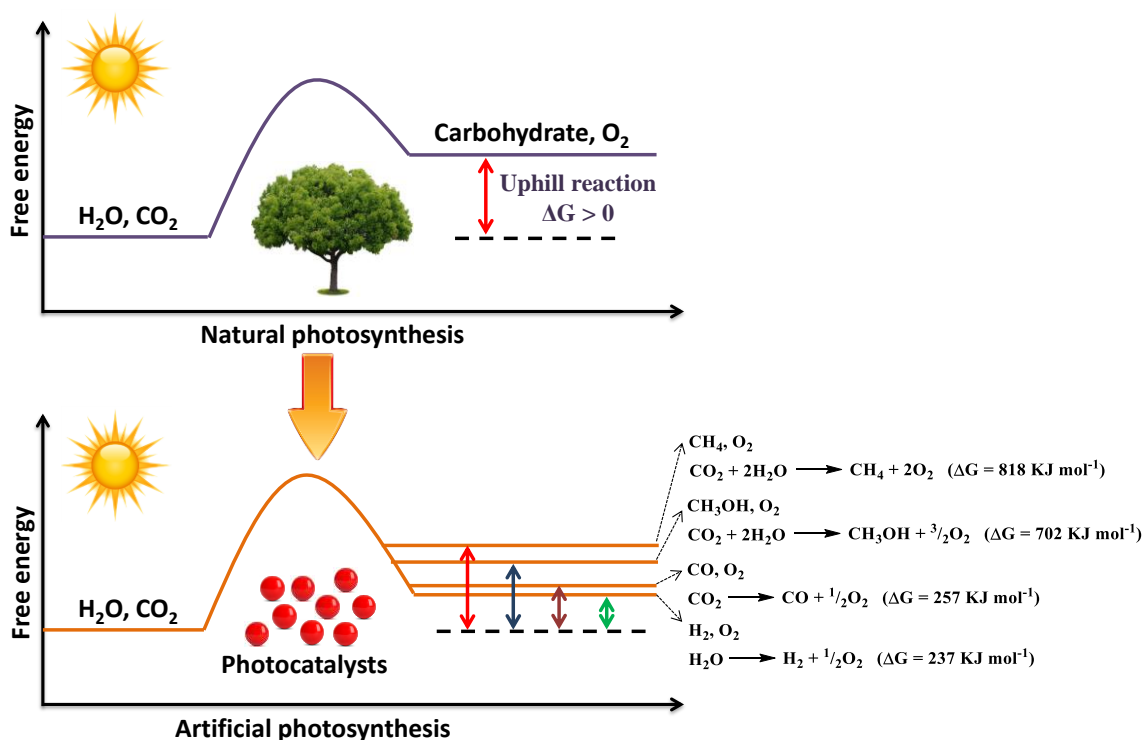 Free energy
H₂O, CO₂
Carbohydrate, O₂
Uphill reaction
ΔG > 0
Natural photosynthesis
Free energy
H₂O, CO₂
Photocatalysts
CH₄, O₂
CO₂ + 2H₂O ⟶ CH₄ + 2O₂ (ΔG = 818 KJ mol⁻¹)
CH₃OH, O₂
CO₂ + 2H₂O ⟶ CH₃OH + ³/₂O₂ (ΔG = 702 KJ mol⁻¹)
CO, O₂
CO₂ ⟶ CO + ¹/₂O₂ (ΔG = 257 KJ mol⁻¹)
H₂, O₂
H₂O ⟶ H₂ + ¹/₂O₂ (ΔG = 237 KJ mol⁻¹)
Artificial photosynthesis